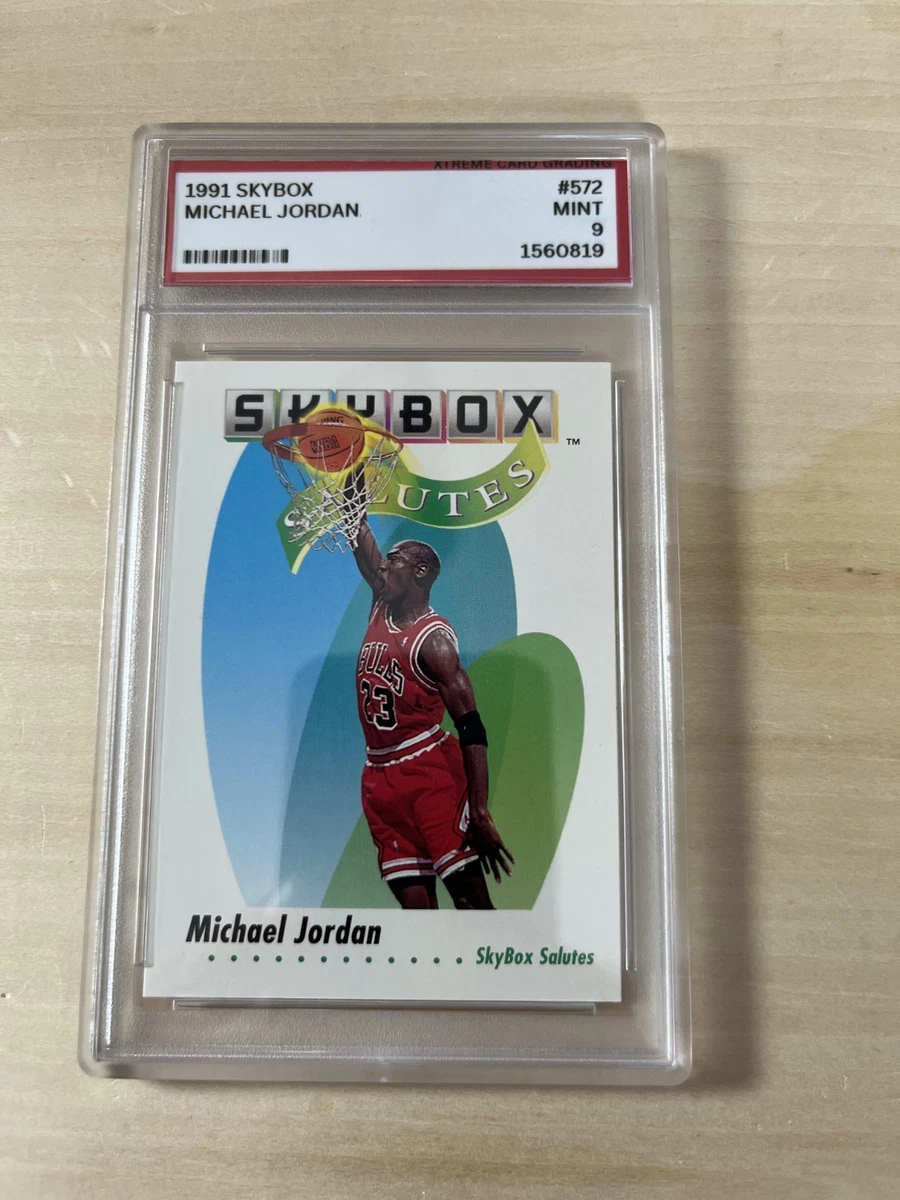 XTREME CARD GRADING
1991 SKYBOX #572
MICHAEL JORDAN MINT
9
1560819
SKYBOX
TM
SALUTES
BULLS
23
Michael Jordan
SkyBox Salutes